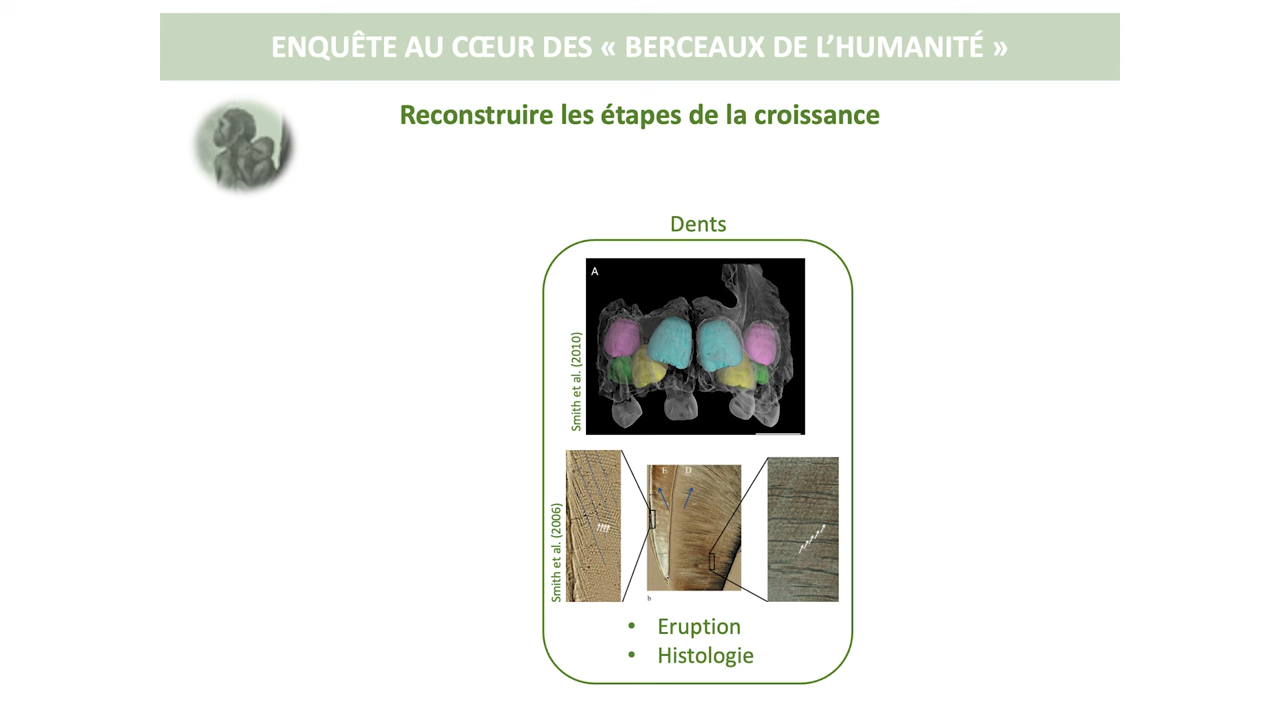 ENQUÊTE AU CŒUR DES « BERCEAUX DE L’HUMANITÉ »
Reconstruire les étapes de la croissance
Dents
A
Smith et al. (2010)
E D
Smith et al. (2006)
b
• Eruption
• Histologie